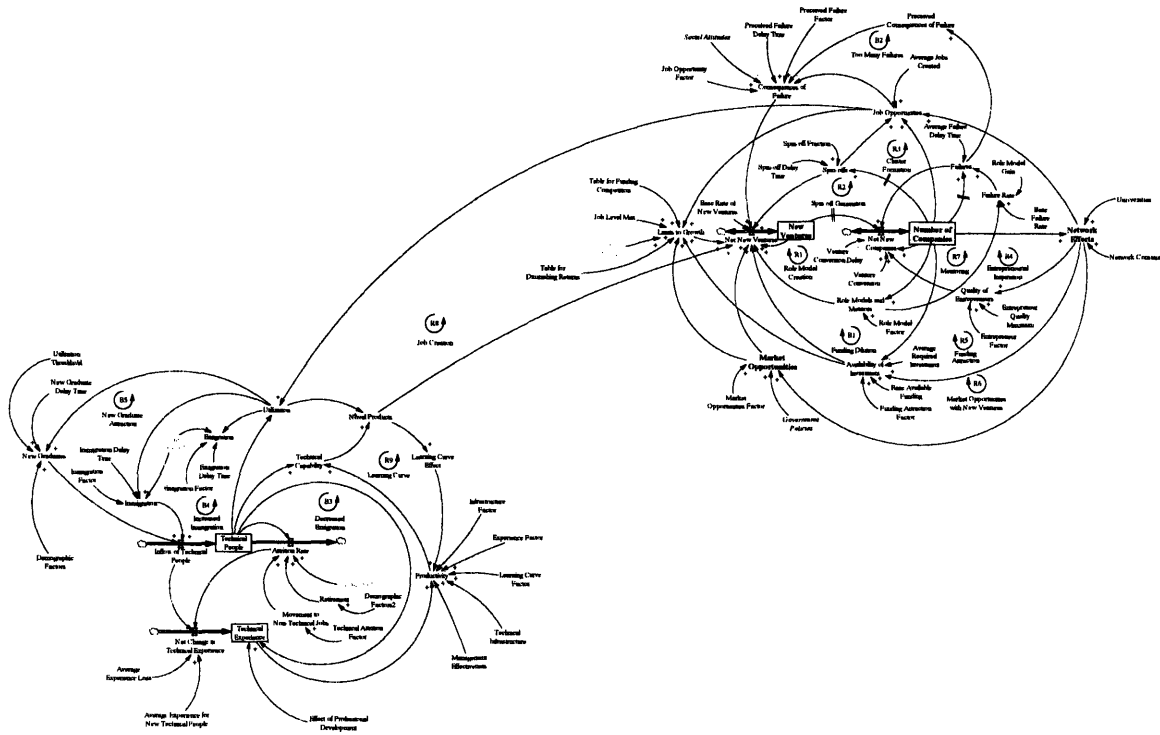 Perceived Failure
Factor
Perceived
Consequences of Failure
Perceived Failure
Delay Time
Social Attitudes
B2
Two Many Failures
Average Jobs
Created
Job Opportunity
Factor
Consequences of
Failure
Job Opportunities
Average Failure
Delay Time
Spin off Fraction
R3
Cluster
Formation
Role Model
Gain
Spin off Delay
Time
Spin offs
Failures
Table for Funding
Competition
R2
Spin off Generation
Failure Rate
Base Rate of
New Ventures
Base
Failure
Rate
Universities
Job Level Max
Limits to Growth
Net New Ventures
New
Ventures
Net New
Companies
Number of
Companies
Network
Effects
Venture
Conversion Delay
R1
Role Model
Creation
R7
Mentoring
R4
Entrepreneurial
Inspiration
Network Commu
Table for
Diminishing Returns
Venture
Conversion
Quality of
Entrepreneurs
Role Models and
Mentors
Entrepreneur
Quality Maximum
R8
Job Creation
Role Model Factor
B1
Funding Dilution
Entrepreneur
Factor
R5
Funding
Attraction
Average
Required
Investment
Market
Opportunities
Availability of
Investment
Utilization
Threshold
Base Available
Funding
R6
Market Opportunities
with New Ventures
Market
Opportunities Factor
Funding Attraction Factor
New Graduate
Delay Time
B5
New Graduate
Attraction
Government
Policies
Utilization
Novel Products
Emigration
New Graduates
Immigration Delay
Time
Technical
Capability
R9
Learning Curve
Learning Curve
Effect
Emigration
Delay Time
Immigration
Factor
Emigration Factor
Immigration
B4
Increased
Immigration
B3
Decreased
Emigration
Infrastructure
Factor
Technical
People
Demographic
Factors
Inflow of Technical
People
Attrition Rate
Experience Factor
Productivity
Learning Curve
Factor
Retirement
Demographic
Factors2
Movement to
Non-Technical Jobs
Technical Attrition
Factor
Technical
Experience
Technical
Infrastructure
Net Change in
Technical Experience
Management
Effectiveness
Average
Experience Loss
Average Experience for
New Technical People
Effect of Professional
Development